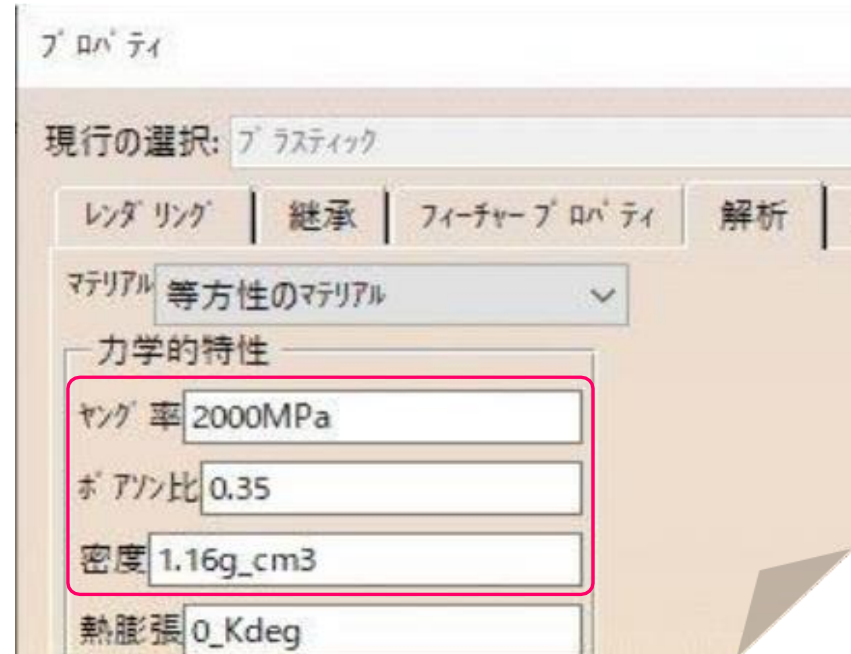 プロパティ
現行の選択: プラスティック
レンダリング 継承 フィーチャープロパティ 解析
マテリアル 等方性のマテリアル
力学的特性
ヤング率 2000MPa
ポアソン比 0.35
密度 1.16g_cm3
熱膨張 0_Kdeg